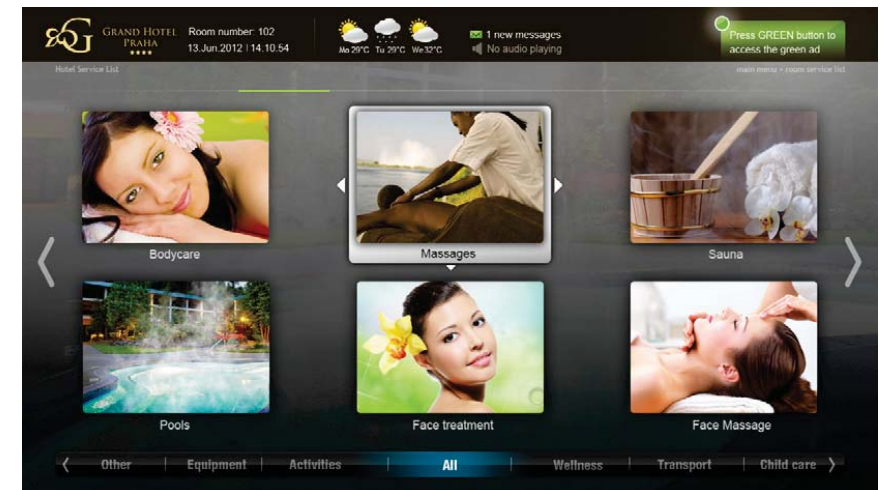 GRAND HOTEL
PRAHA
Room number: 102
13.Jun.2012 | 14.10.54
Mo 29°C Tu 29°C We 32°C
1 new messages
No audio playing
Press GREEN button to
access the green ad
Hotel Service List
main menu > room service list
Bodycare
Massages
Sauna
Pools
Face treatment
Face Massage
Other | Equipment | Activities | All | Wellness | Transport | Child care